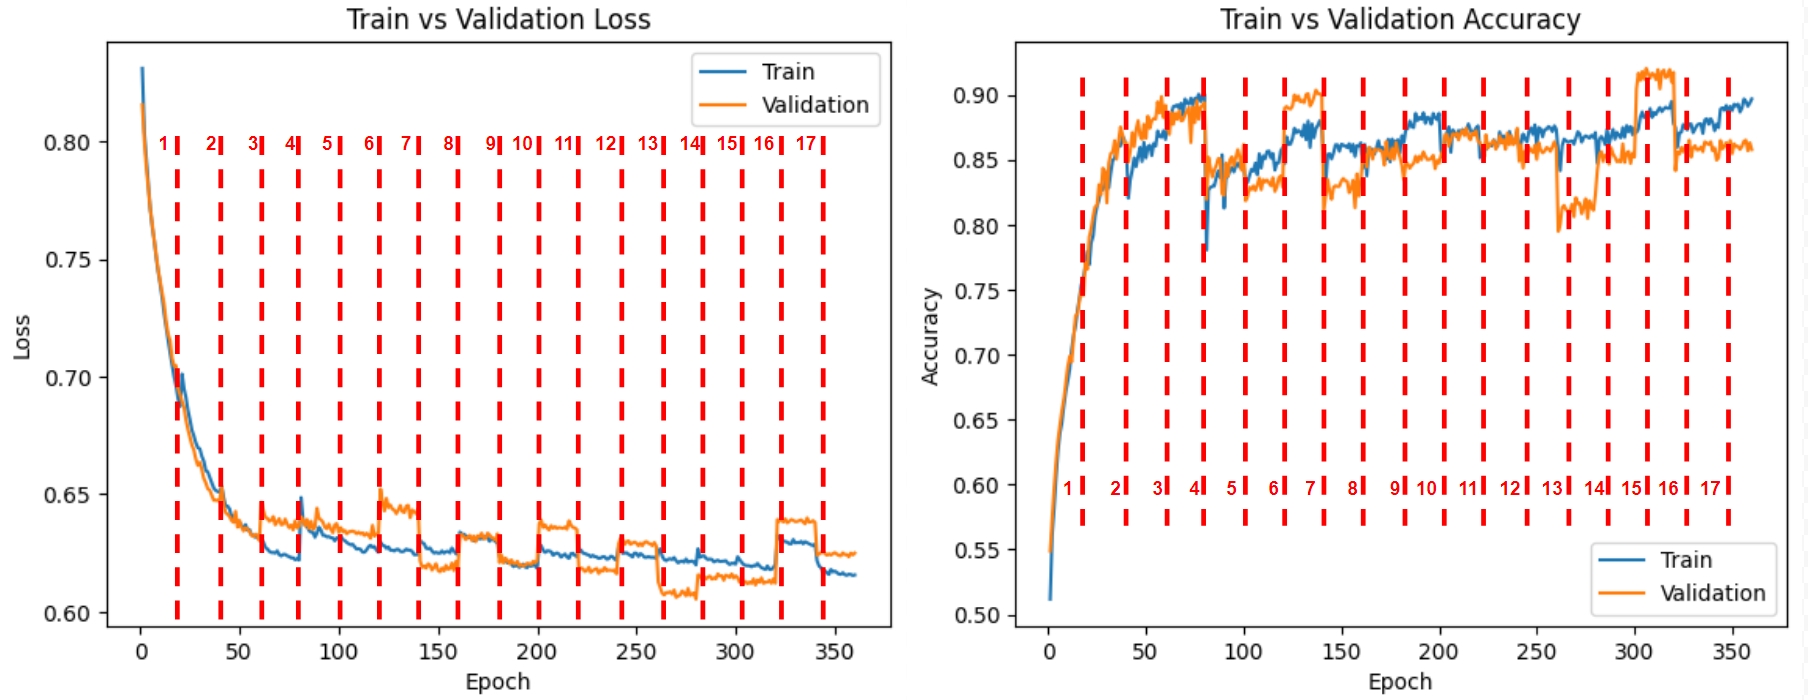 Train vs Validation Loss
Train
Validation
1 2 3 4 5 6 7 8 9 10 11 12 13 14 15 16 17
0.80
0.75
0.70
0.65
0.60
Loss
0 50 100 150 200 250 300 350
Epoch
Train vs Validation Accuracy
0.90
0.85
0.80
0.75
0.70
0.65
0.60
0.55
0.50
Accuracy
1 2 3 4 5 6 7 8 9 10 11 12 13 14 15 16 17
Train
Validation
0 50 100 150 200 250 300 350
Epoch